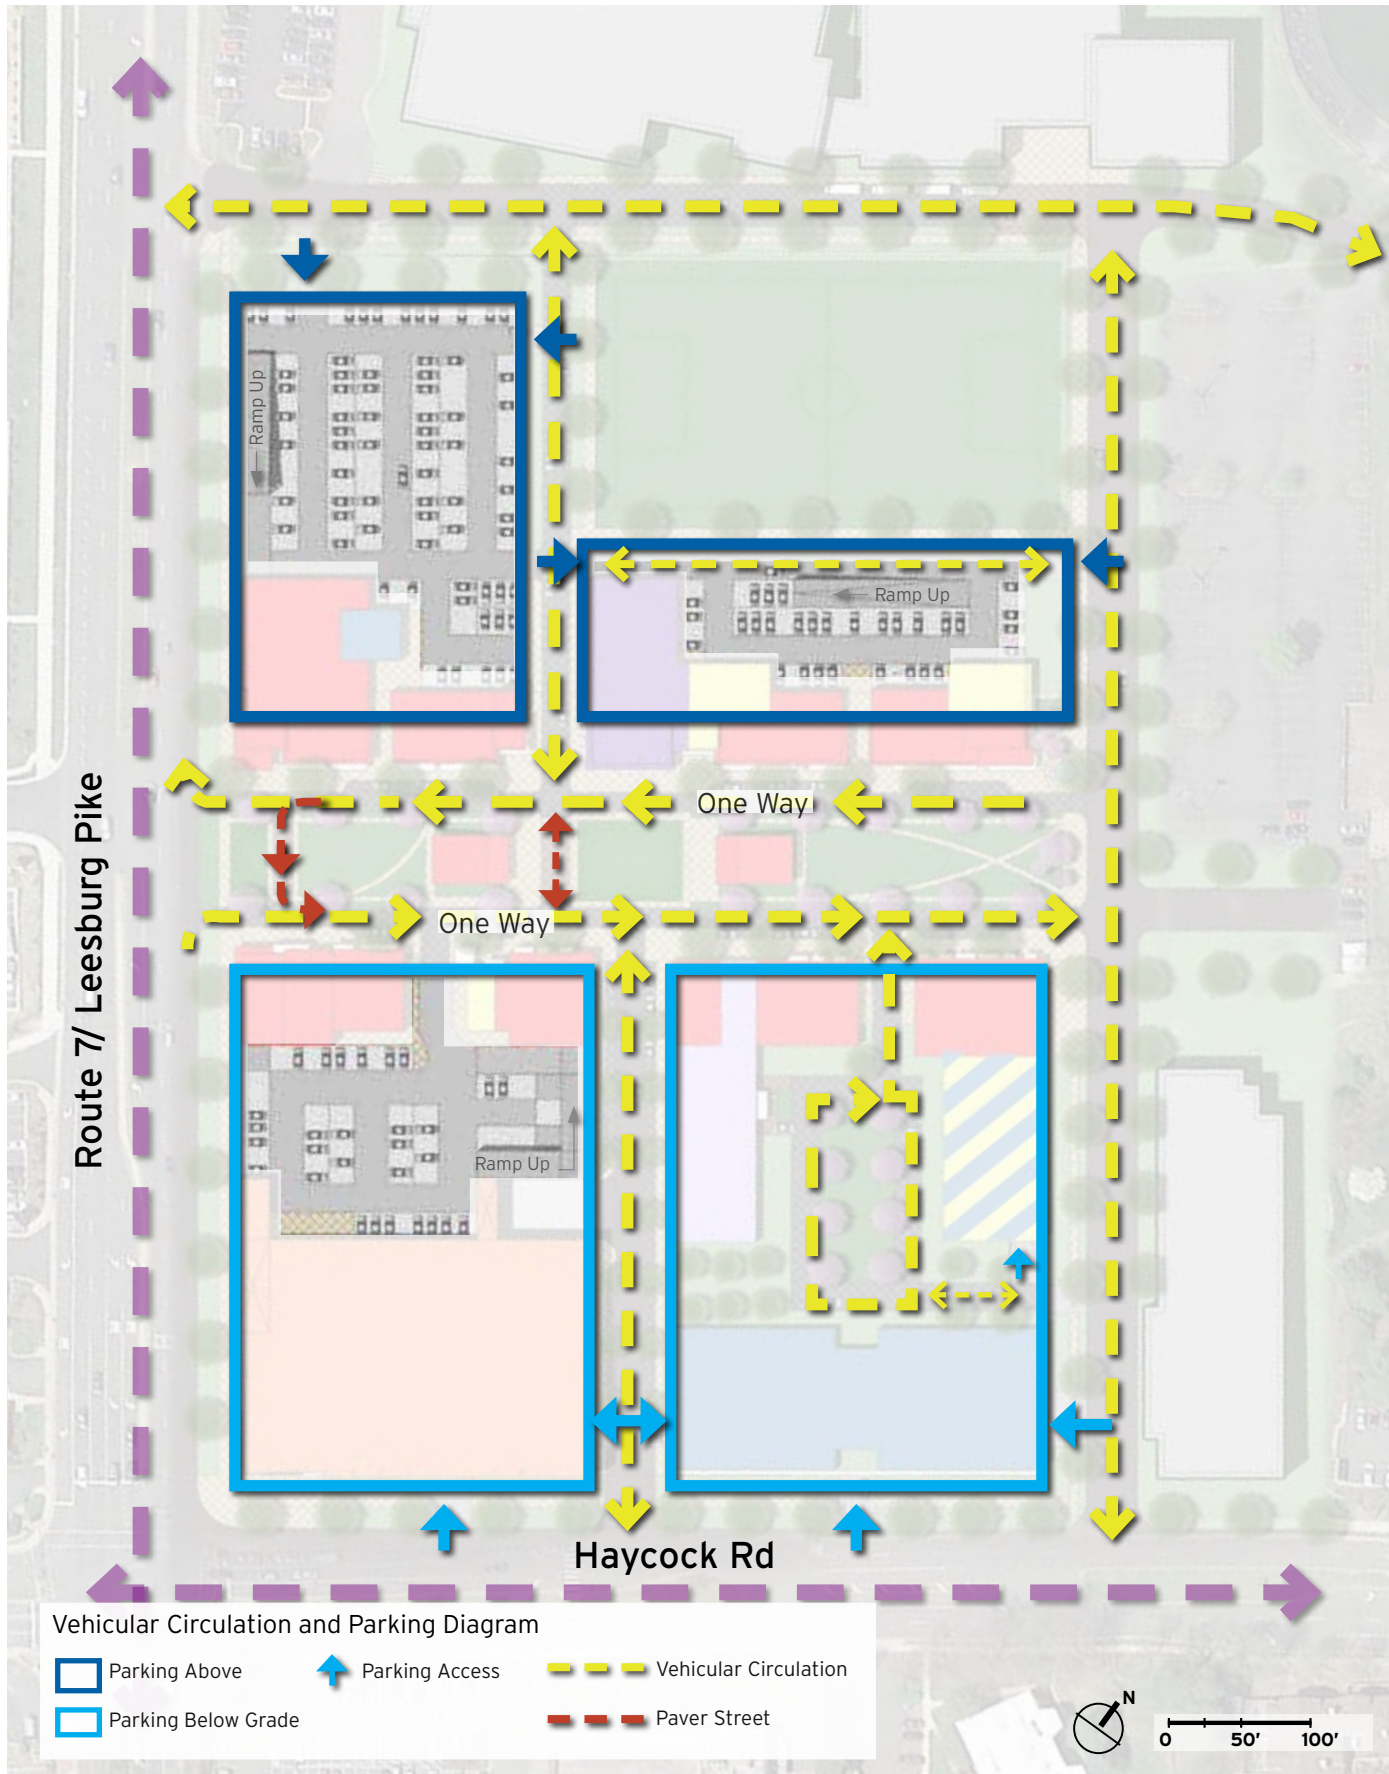 Ramp Up
Ramp Up
One Way
One Way
Route 7/ Leesburg Pike
Ramp Up
Haycock Rd
Vehicular Circulation and Parking Diagram
Parking Above
Parking Access
Vehicular Circulation
Parking Below Grade
Paver Street
N
0 50' 100'